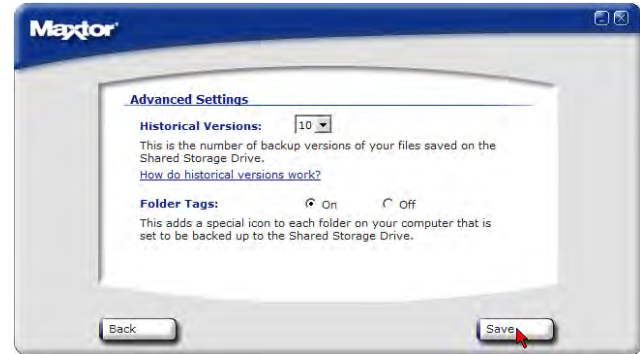 Maxtor
Advanced Settings
Historical Versions: 10
This is the number of backup versions of your files saved on the
Shared Storage Drive.
How do historical versions work?
Folder Tags: On Off
This adds a special icon to each folder on your computer that is
set to be backed up to the Shared Storage Drive.
Back Save